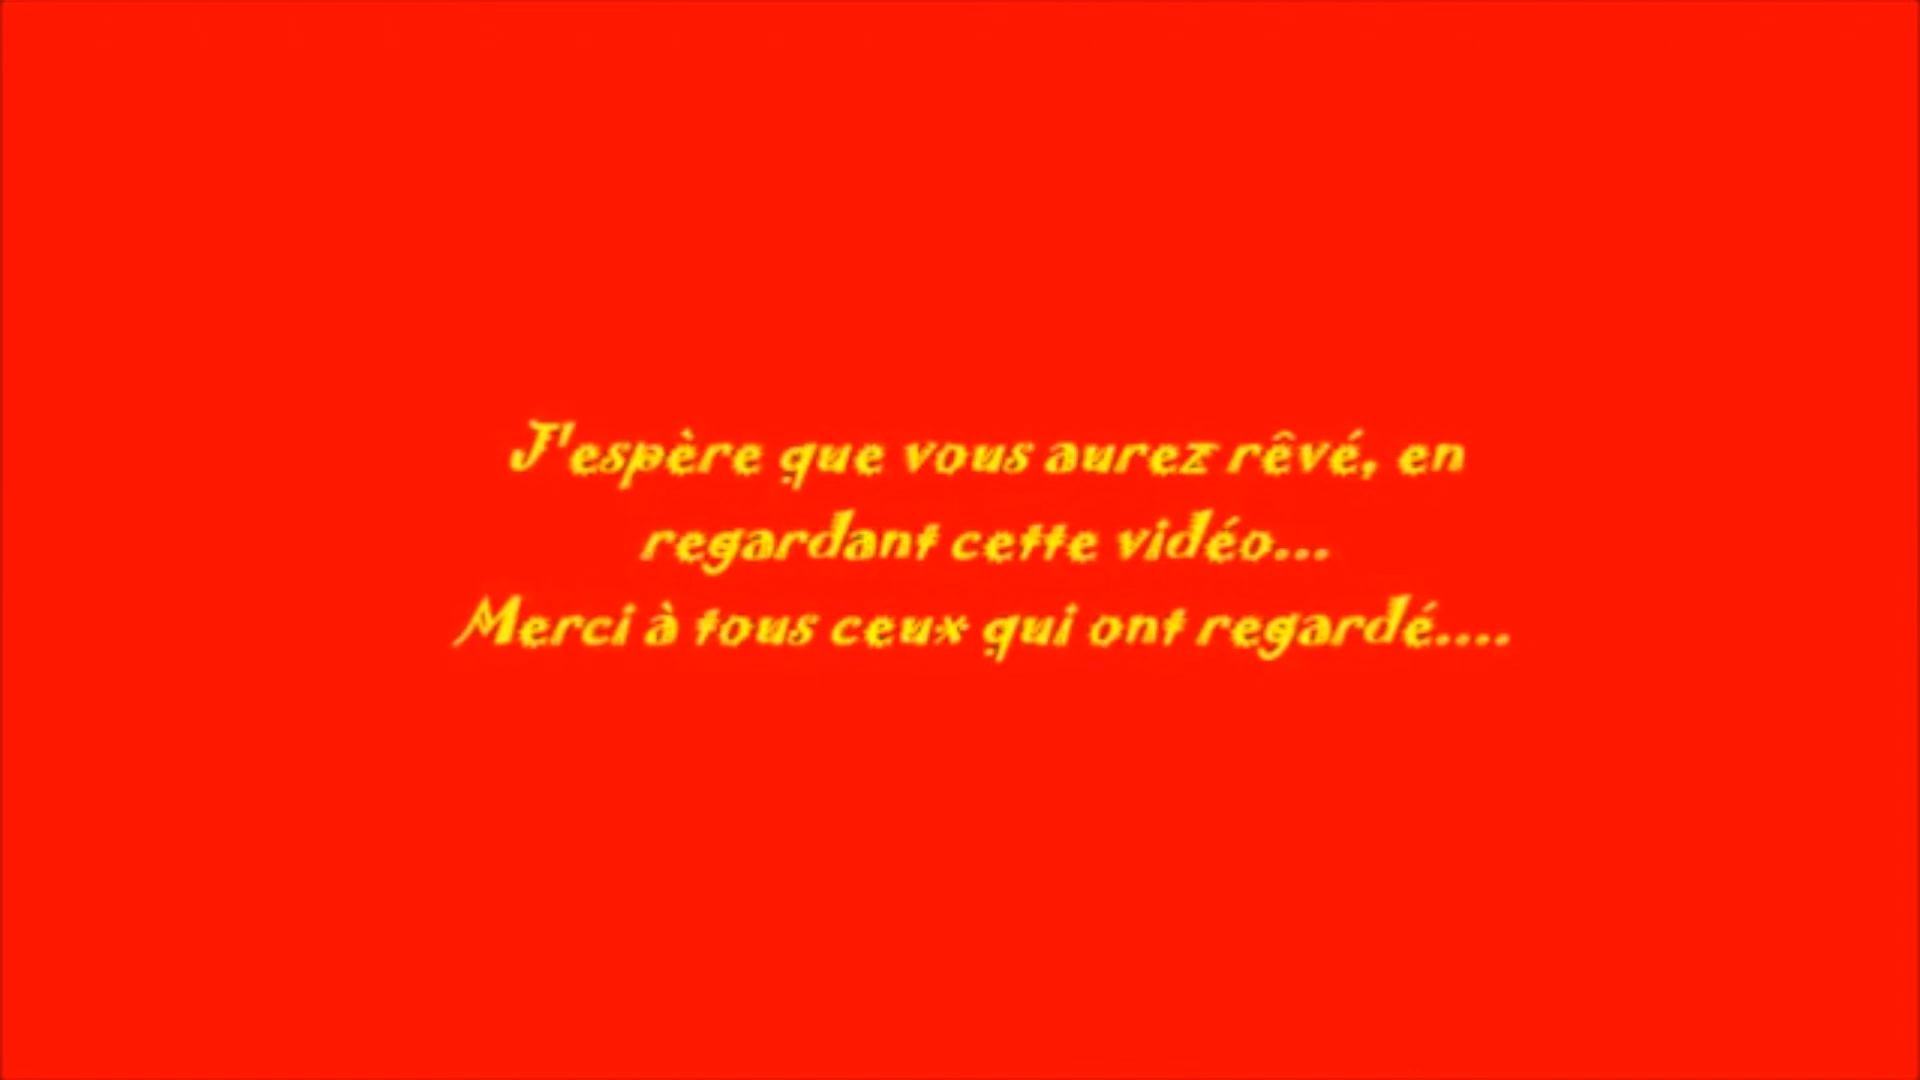 J'espère que vous aurez rêvé, en
regardant cette vidéo...
Merci à tous ceux qui ont regardé....